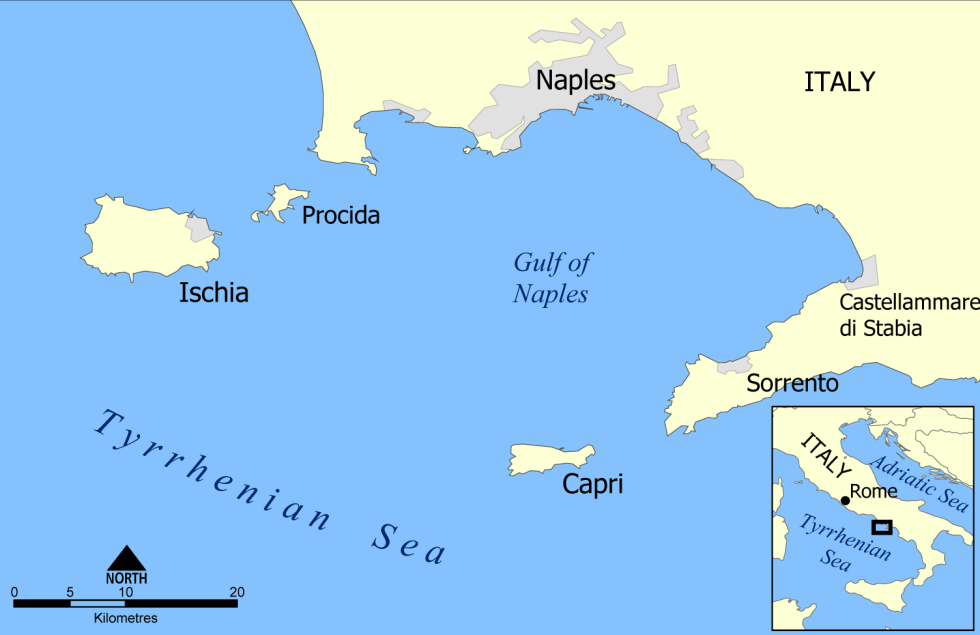 Naples
ITALY
Procida
Ischia
Gulf of
Naples
Castellammare
di Stabia
Sorrento
Capri
Tyrrhenian Sea
NORTH
0 5 10 20
Kilometres
ITALY
Adriatic Sea
Rome
Tyrrhenian
Sea